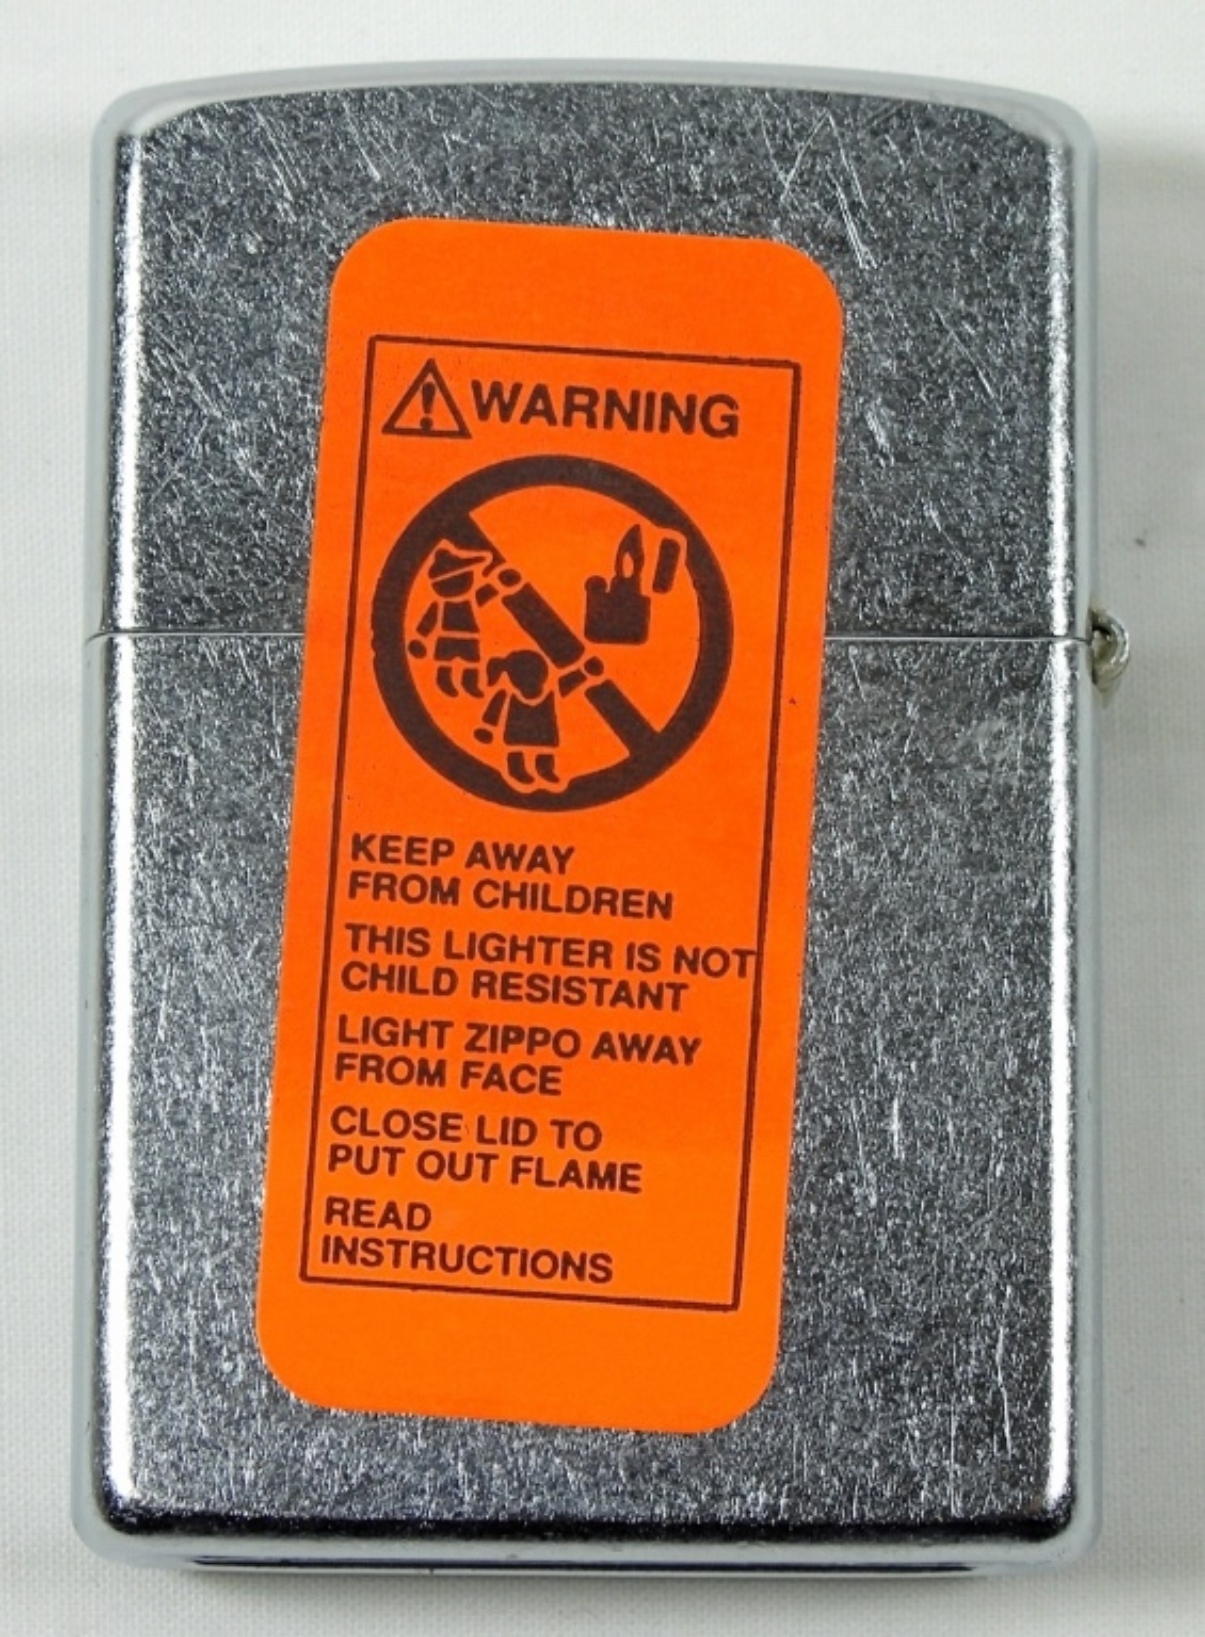 WARNING
KEEP AWAY
FROM CHILDREN
THIS LIGHTER IS NOT
CHILD RESISTANT
LIGHT ZIPPO AWAY
FROM FACE
CLOSE LID TO
PUT OUT FLAME
READ
INSTRUCTIONS